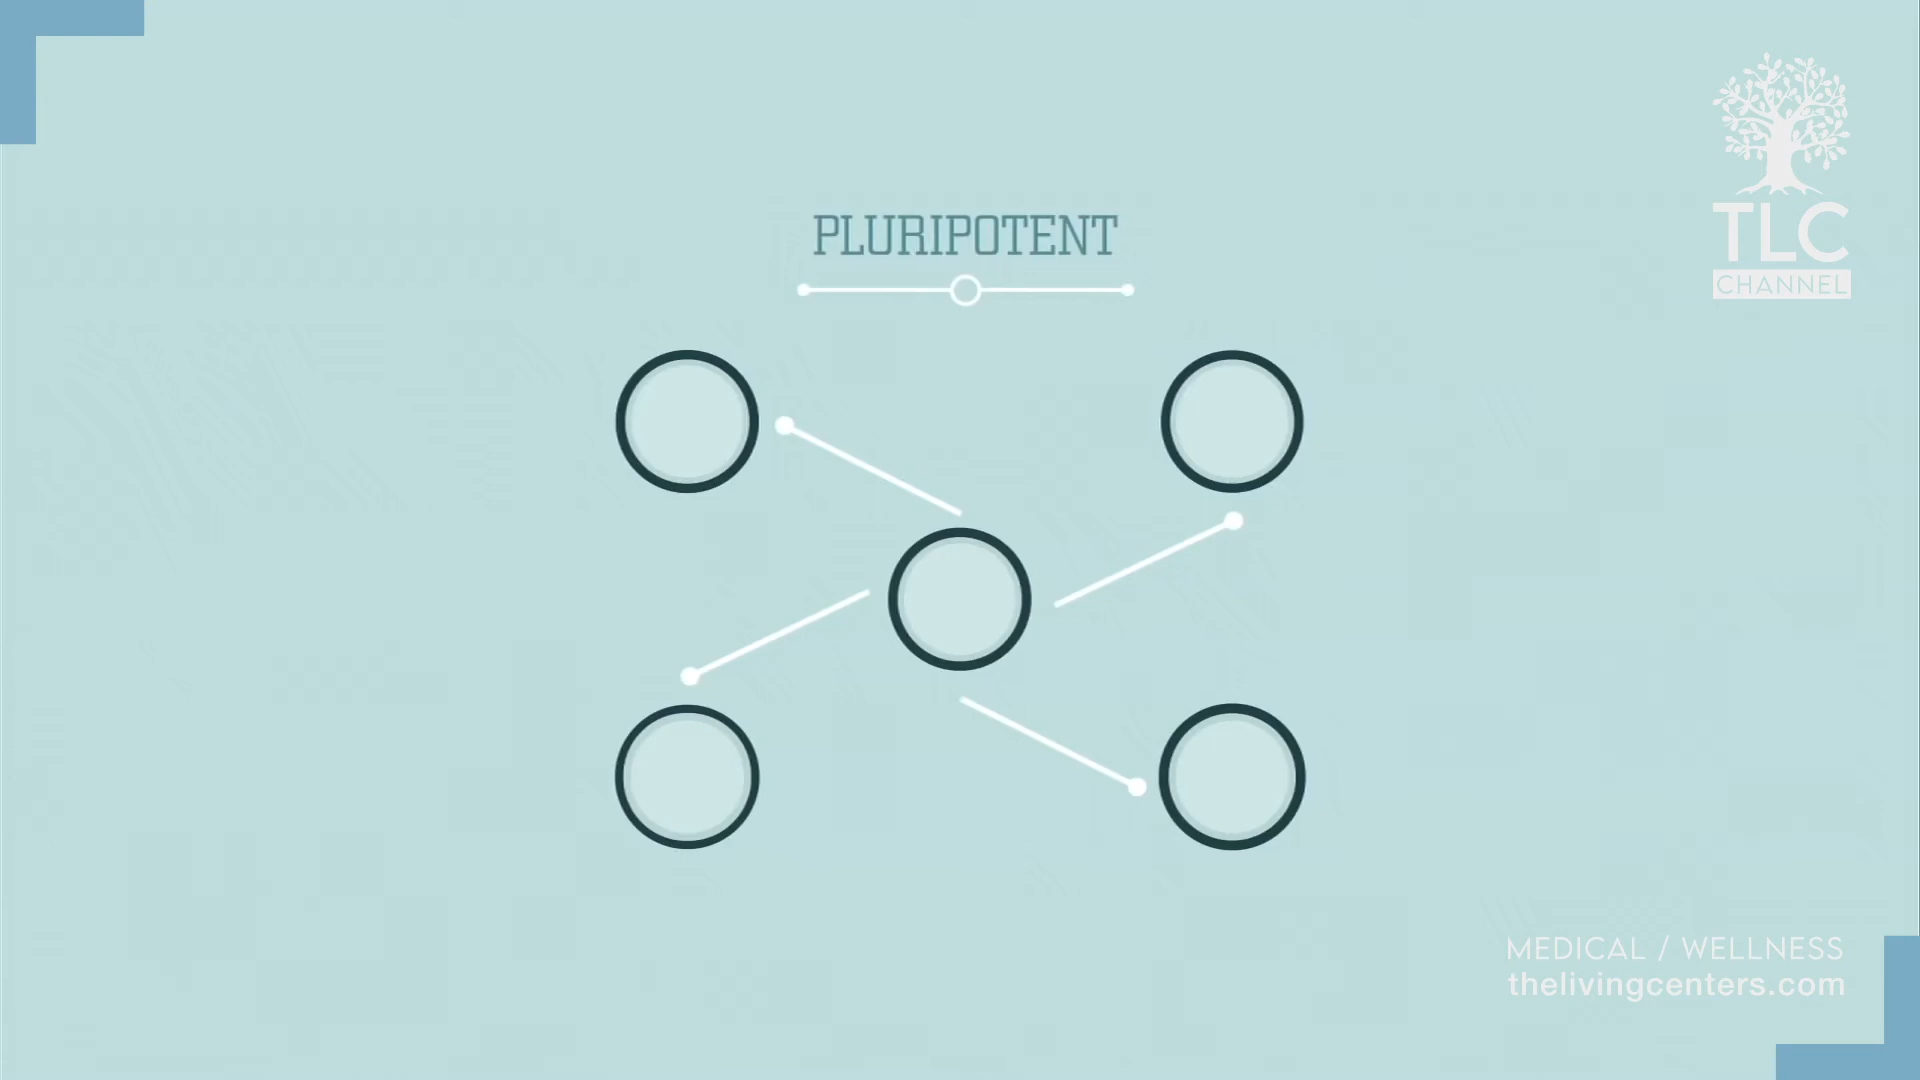 PLURIPOTENT
TLC
CHANNEL
MEDICAL / WELLNESS
thelivingcenters.com